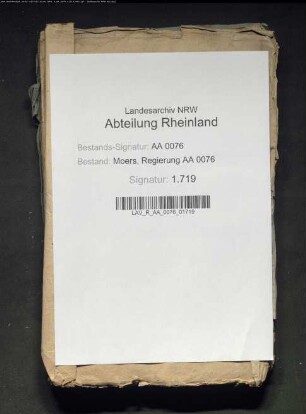 Landesarchiv NRW
Abteilung Rheinland
Bestands-Signatur: AA 0076
Bestand: Moers, Regierung AA 0076
Signatur: 1.719
LAV_R_AA_0076_01719